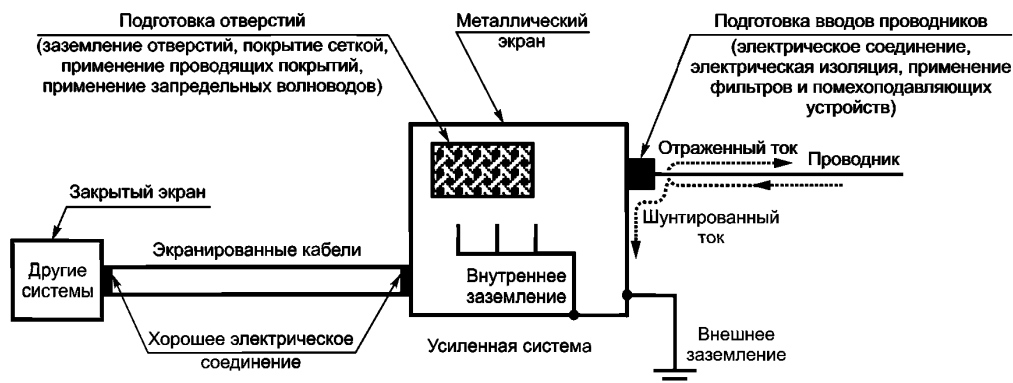 Подготовка отверстий
(заземление отверстий, покрытие сеткой,
применение проводящих покрытий,
применение запредельных волноводов)
Металлический
экран
Подготовка вводов проводников
(электрическое соединение,
электрическая изоляция, применение
фильтров и помехоподавляющих
устройств)
Отраженный ток
Проводник
Шунтированный
ток
Закрытый экран
Экранированные кабели
Другие
системы
Внутреннее
заземление
Хорошее электрическое
соединение
Усиленная система
Внешнее
заземление